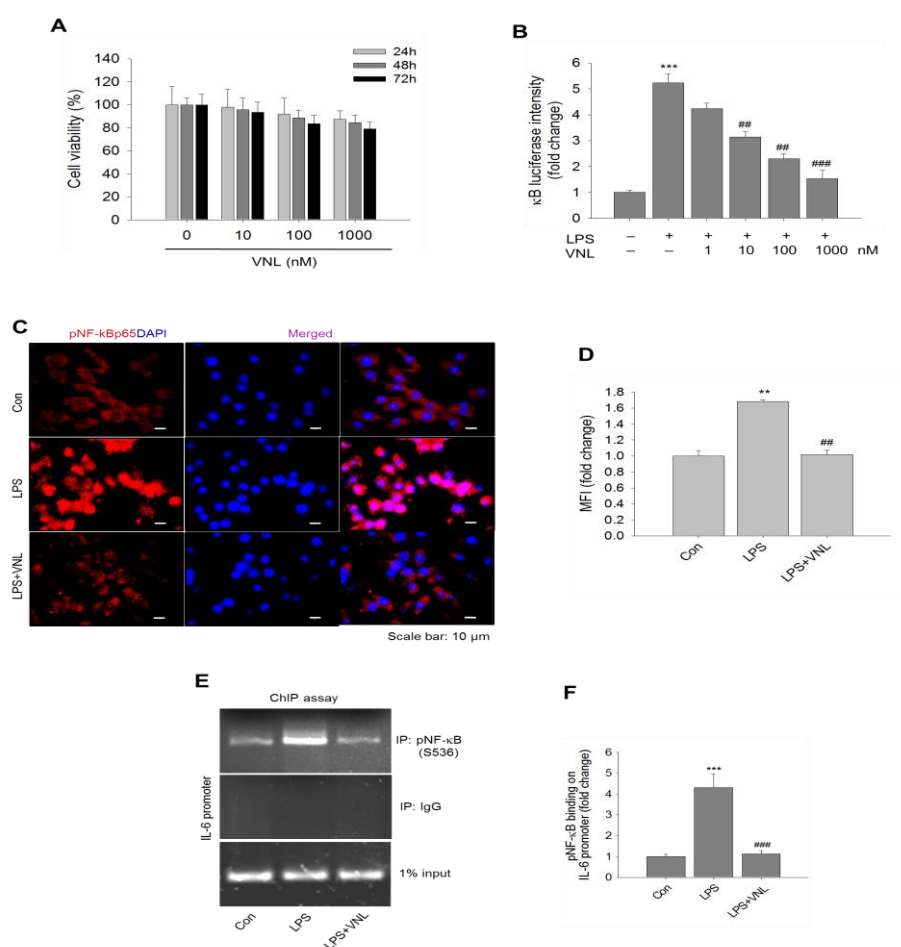 A
Cell viability (%)
140
120
100
80
60
40
20
0
24h
48h
72h
0 10 100 1000
VNL (nM)
B
κB luciferase intensity
(fold change)
6
5
4
3
2
1
0
***
##
##
###
LPS – + + + + +
VNL – – 1 10 100 1000 nM
C
pNF-kBp65DAPI Merged
Con
LPS
LPS+VNL
Scale bar: 10 µm
D
MFI (fold change)
1.8
1.6
1.4
1.2
1.0
0.8
0.6
0.4
0.2
0.0
**
##
Con LPS LPS+VNL
E
ChIP assay
IL-6 promoter
IP: pNF-κB
(S536)
IP: IgG
1% input
Con LPS LPS+VNL
F
pNF-κB binding on
IL-6 promoter (fold change)
6
5
4
3
2
1
0
***
###
Con LPS LPS+VNL